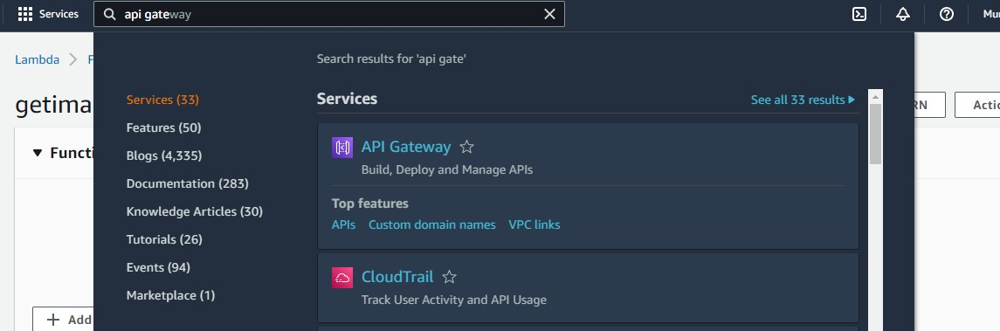 Services
api gateway
Mu
Lambda
F
Search results for 'api gate'
getima
Services (33)
Features (50)
Blogs (4,335)
Documentation (283)
Knowledge Articles (30)
Tutorials (26)
Events (94)
Marketplace (1)
Services
See all 33 results
API Gateway
Build, Deploy and Manage APIs
Top features
APIs Custom domain names VPC links
CloudTrail
Track User Activity and API Usage
RN
Actio
Functi
Add